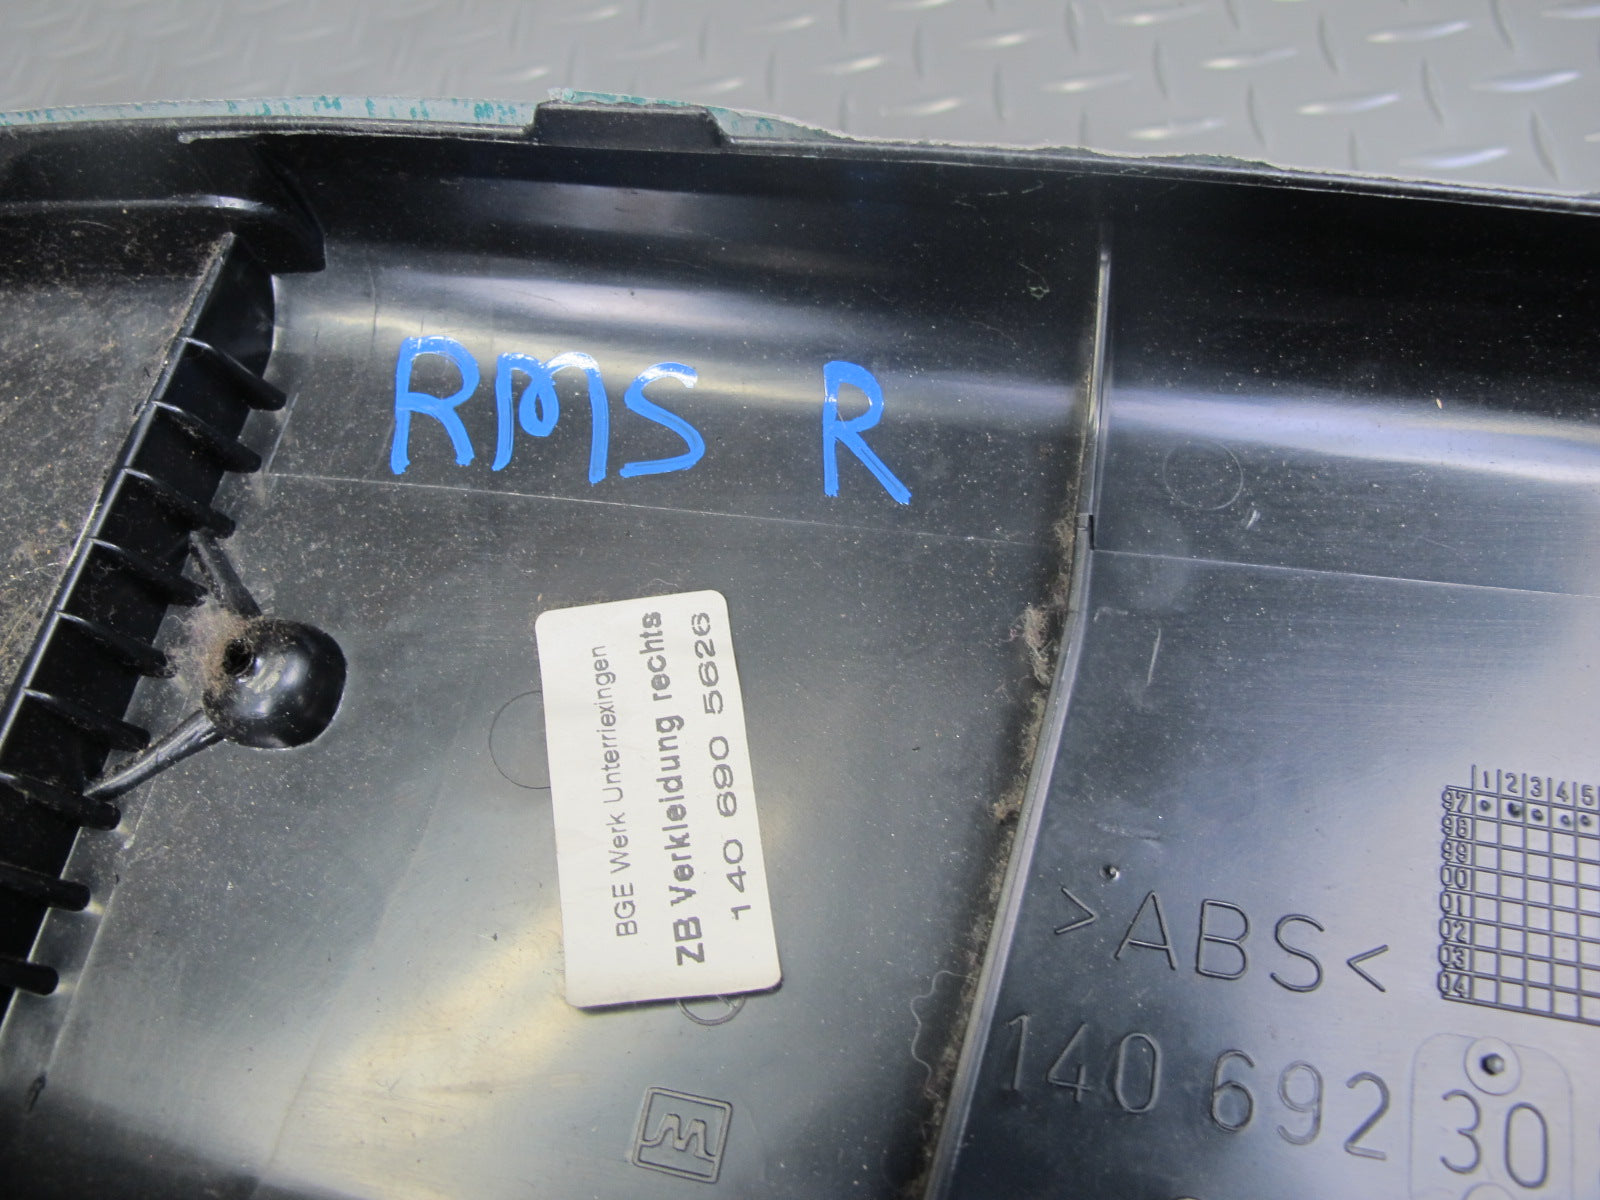 RMS R
BGE Werk Unterriexingen
ZB Verkleidung rechts
140 690 5626
1 2 3 4 5
97
98
99
00
01
02
03
04
>ABS<
140 692 30